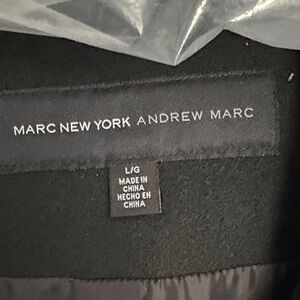 MARC NEW YORK ANDREW MARC
L/G
MADE IN
CHINA
HECHO EN
CHINA